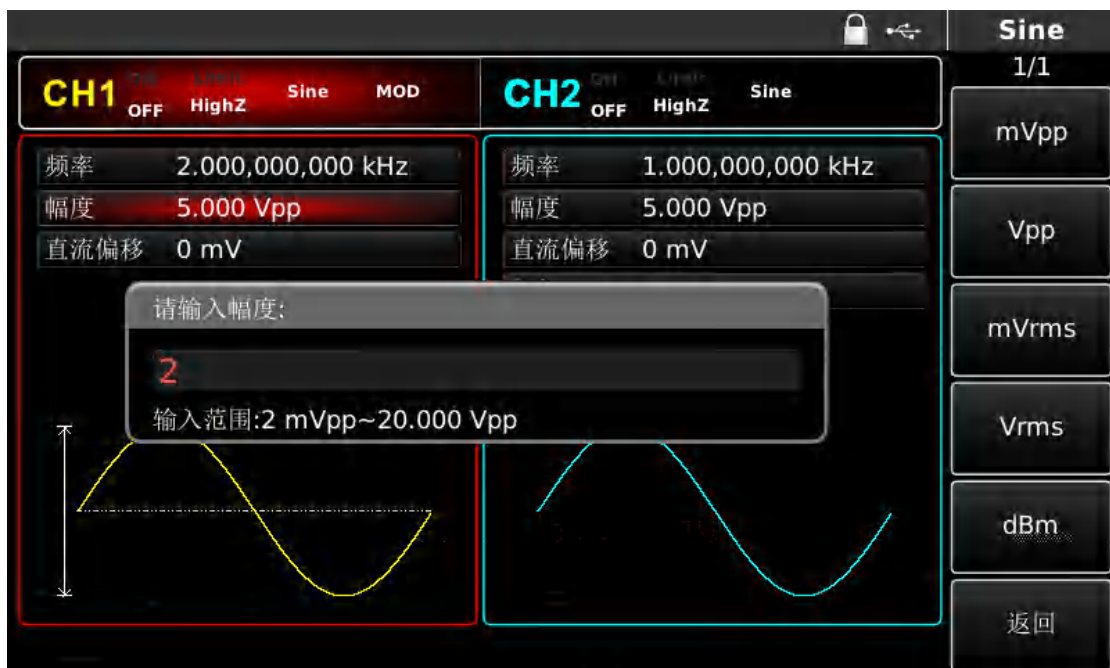 Sine
1/1
CH1 OFF HighZ Sine MOD
CH2 OFF HighZ Sine
频率 2.000,000,000 kHz
幅度 5.000 Vpp
直流偏移 0 mV
频率 1.000,000,000 kHz
幅度 5.000 Vpp
直流偏移 0 mV
请输入幅度:
2
输入范围:2 mVpp~20.000 Vpp
mVpp
Vpp
mVrms
Vrms
dBm
返回